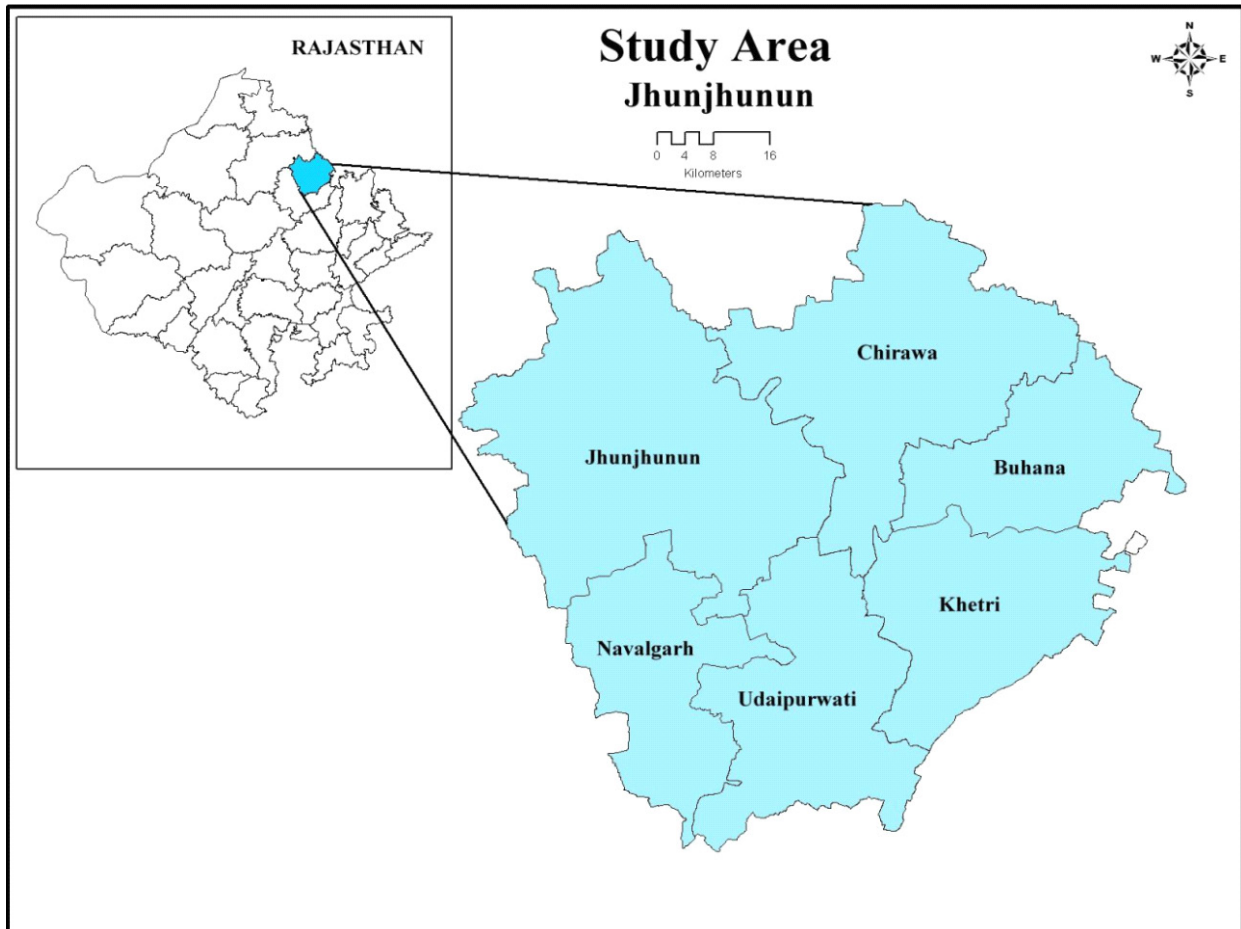 RAJASTHAN
Study Area
Jhunjhunun
0 4 8 16
Kilometers
N
W E
S
Chirawa
Jhunjhunun
Buhana
Khetri
Navalgarh
Udaipurwati